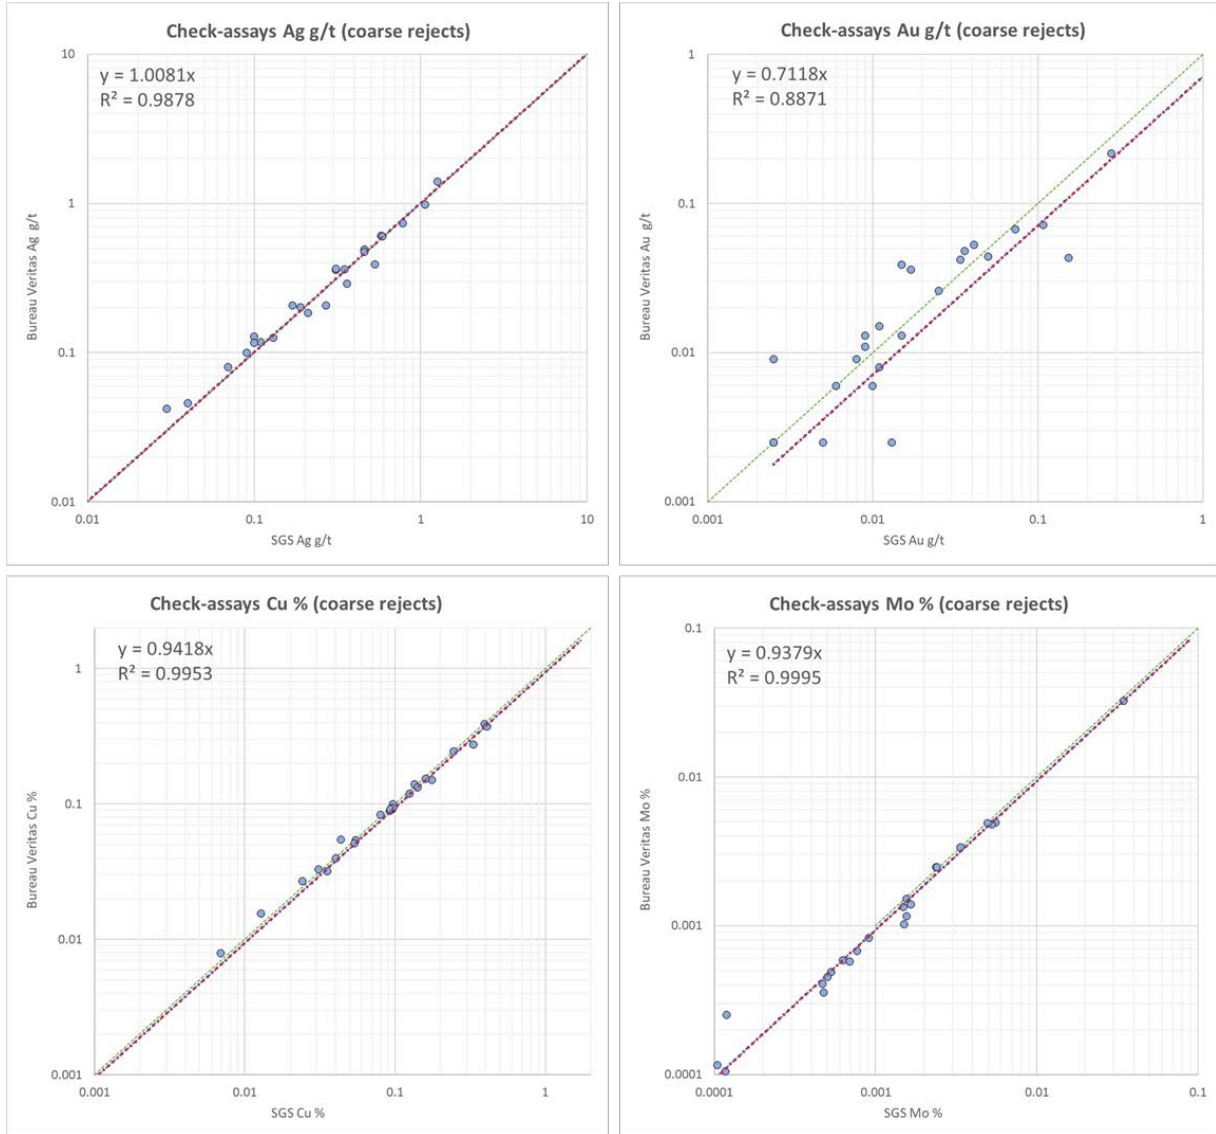 Check-assays Ag g/t (coarse rejects)
y = 1.0081x
R² = 0.9878
10
1
0.1
0.01
Bureau Veritas Ag g/t
0.01
0.1
1
10
SGS Ag g/t
Check-assays Au g/t (coarse rejects)
y = 0.7118x
R² = 0.8871
1
0.1
0.01
0.001
Bureau Veritas Au g/t
0.001
0.01
0.1
1
SGS Au g/t
Check-assays Cu % (coarse rejects)
y = 0.9418x
R² = 0.9953
1
0.1
0.01
0.001
Bureau Veritas Cu %
0.001
0.01
0.1
1
SGS Cu %
Check-assays Mo % (coarse rejects)
y = 0.9379x
R² = 0.9995
0.1
0.01
0.001
0.0001
Bureau Veritas Mo %
0.0001
0.001
0.01
0.1
SGS Mo %